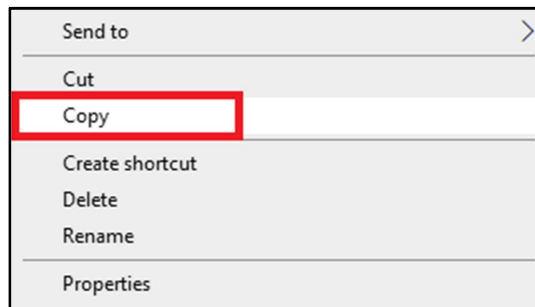 Send to
Cut
Copy
Create shortcut
Delete
Rename
Properties